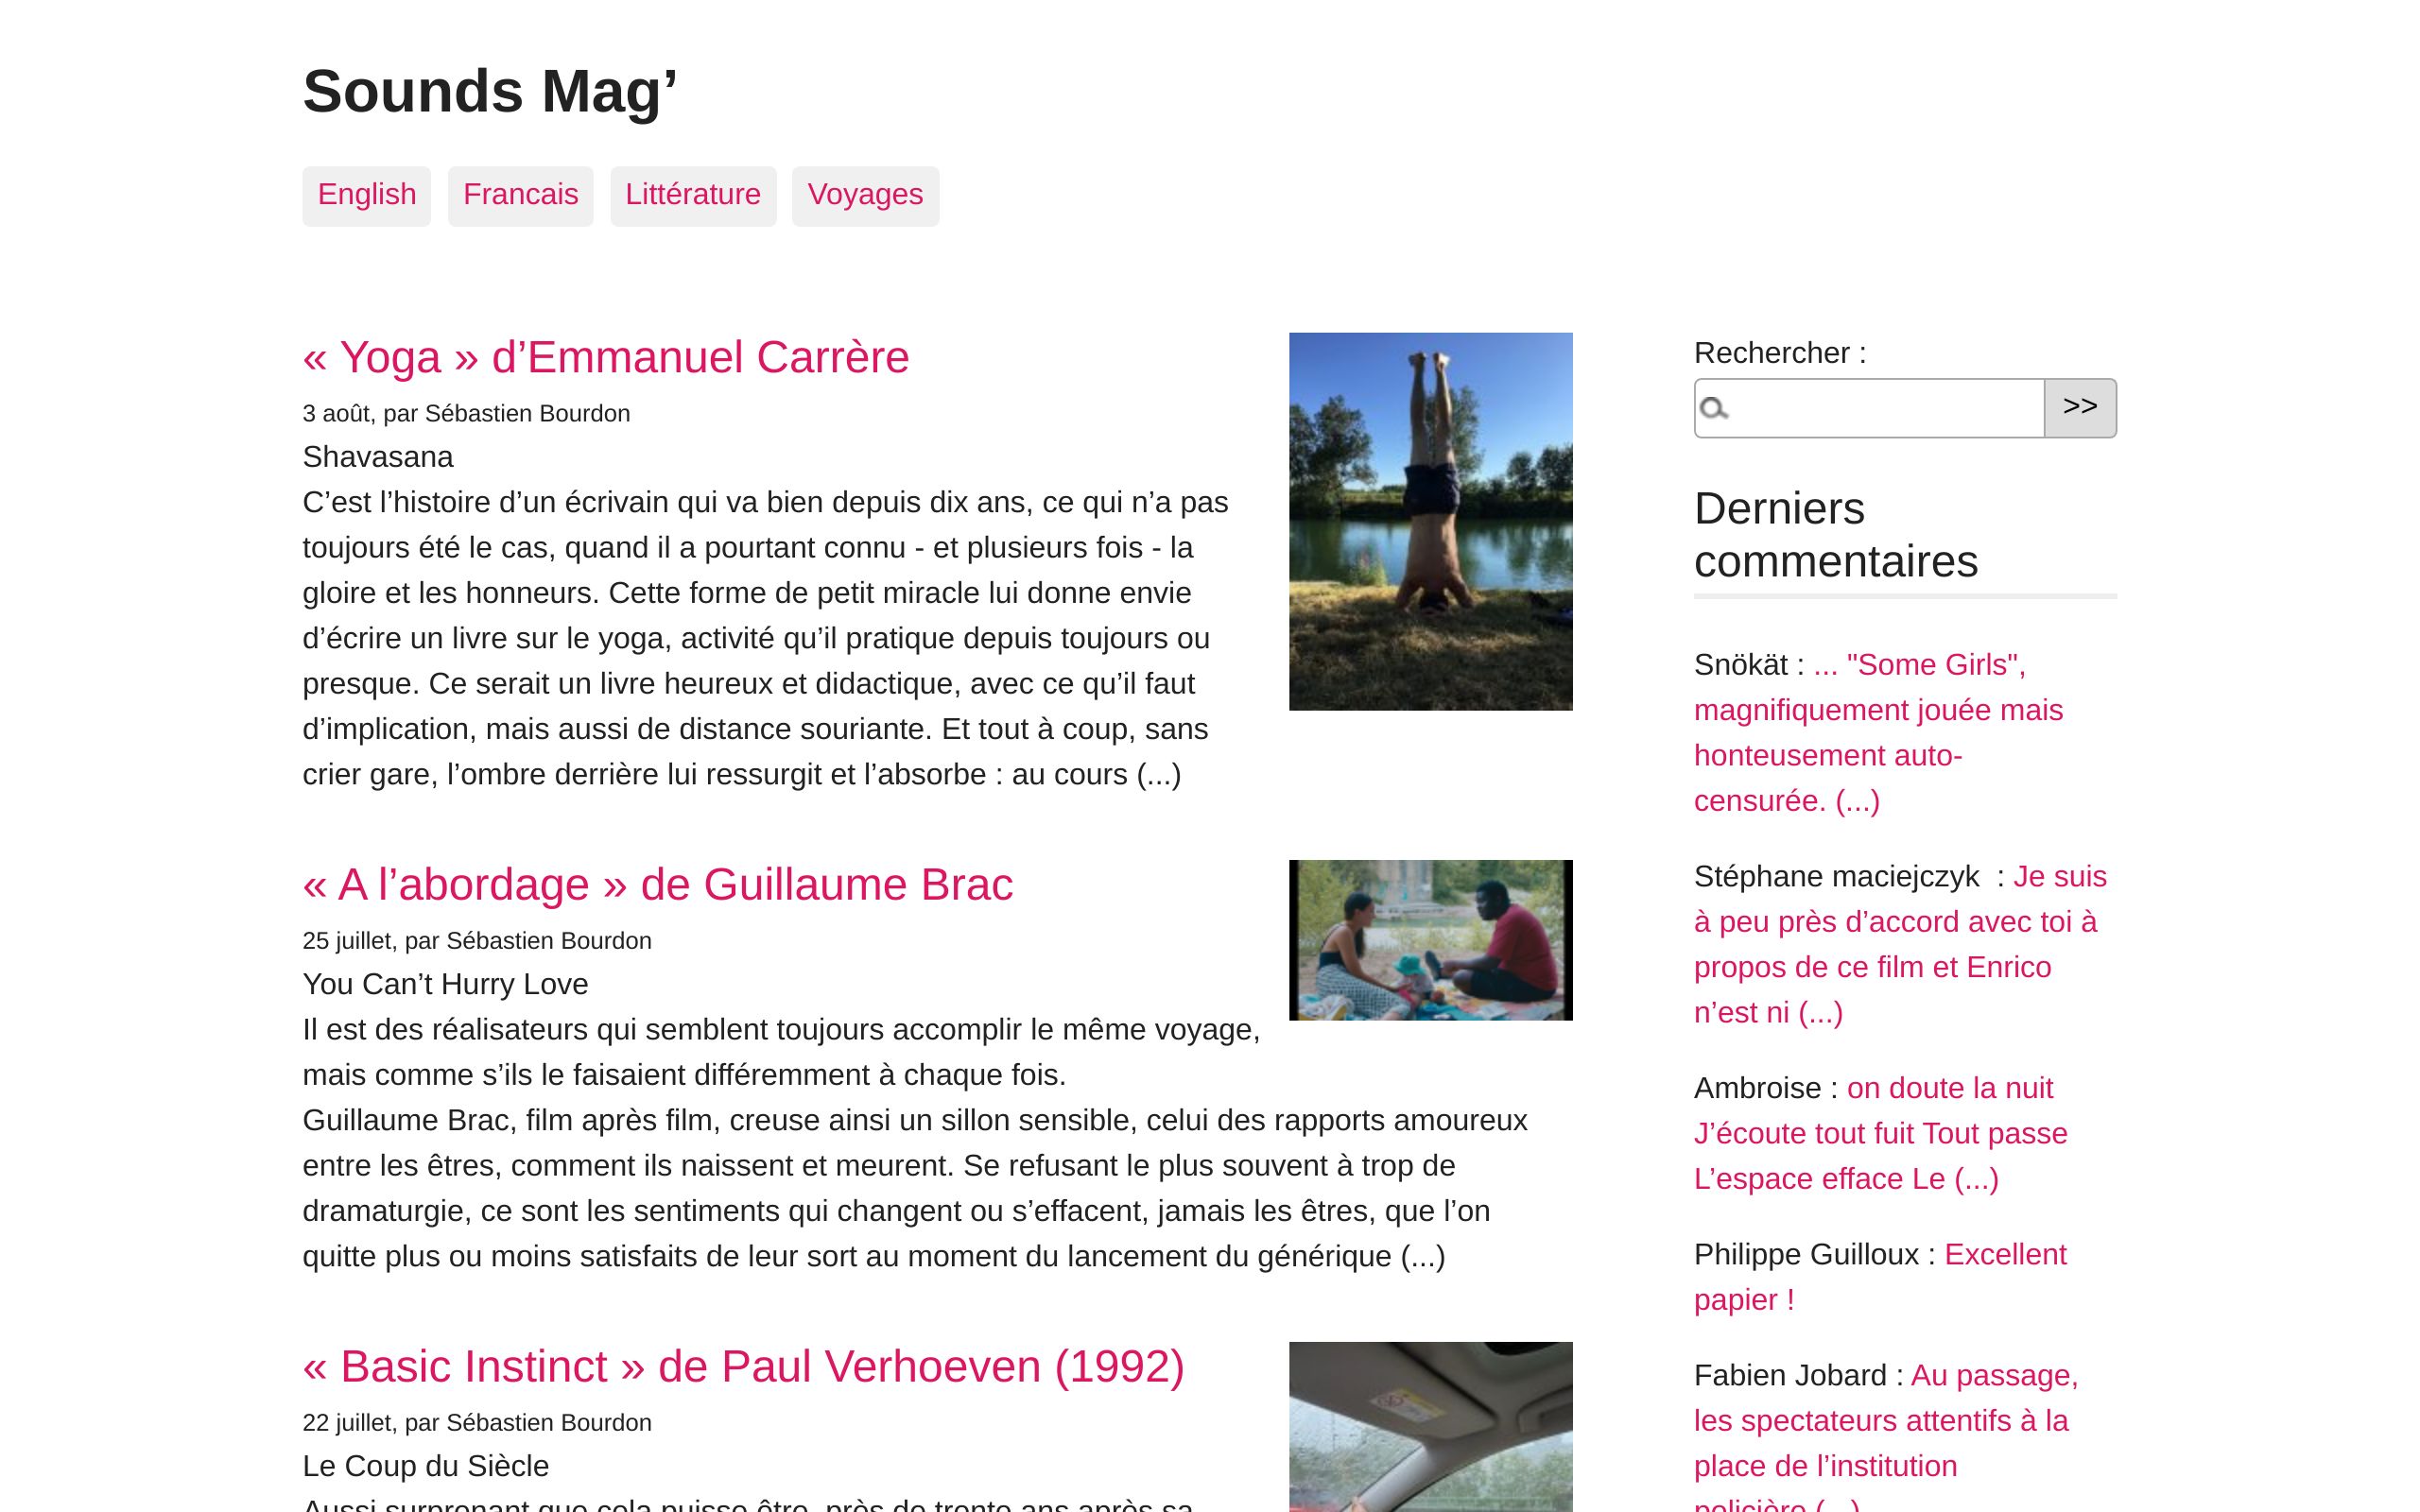 Sounds Mag’
English Francais Littérature Voyages
« Yoga » d’Emmanuel Carrère
3 août, par Sébastien Bourdon
Shavasana
C’est l’histoire d’un écrivain qui va bien depuis dix ans, ce qui n’a pas
toujours été le cas, quand il a pourtant connu - et plusieurs fois - la
gloire et les honneurs. Cette forme de petit miracle lui donne envie
d’écrire un livre sur le yoga, activité qu’il pratique depuis toujours ou
presque. Ce serait un livre heureux et didactique, avec ce qu’il faut
d’implication, mais aussi de distance souriante. Et tout à coup, sans
crier gare, l’ombre derrière lui ressurgit et l’absorbe : au cours (...)
« A l’abordage » de Guillaume Brac
25 juillet, par Sébastien Bourdon
You Can’t Hurry Love
Il est des réalisateurs qui semblent toujours accomplir le même voyage,
mais comme s’ils le faisaient différemment à chaque fois.
Guillaume Brac, film après film, creuse ainsi un sillon sensible, celui des rapports amoureux
entre les êtres, comment ils naissent et meurent. Se refusant le plus souvent à trop de
dramaturgie, ce sont les sentiments qui changent ou s’effacent, jamais les êtres, que l’on
quitte plus ou moins satisfaits de leur sort au moment du lancement du générique (...)
« Basic Instinct » de Paul Verhoeven (1992)
22 juillet, par Sébastien Bourdon
Le Coup du Siècle
Aussi surprenant que cela puisse être, près de trente ans après sa
Rechercher :
>>
Derniers
commentaires
Snökät : ... "Some Girls",
magnifiquement jouée mais
honteusement auto-
censurée. (...)
Stéphane maciejczyk  : Je suis
à peu près d’accord avec toi à
propos de ce film et Enrico
n’est ni (...)
Ambroise : on doute la nuit
J’écoute tout fuit Tout passe
L’espace efface Le (...)
Philippe Guilloux : Excellent
papier !
Fabien Jobard : Au passage,
les spectateurs attentifs à la
place de l’institution
policière (...)